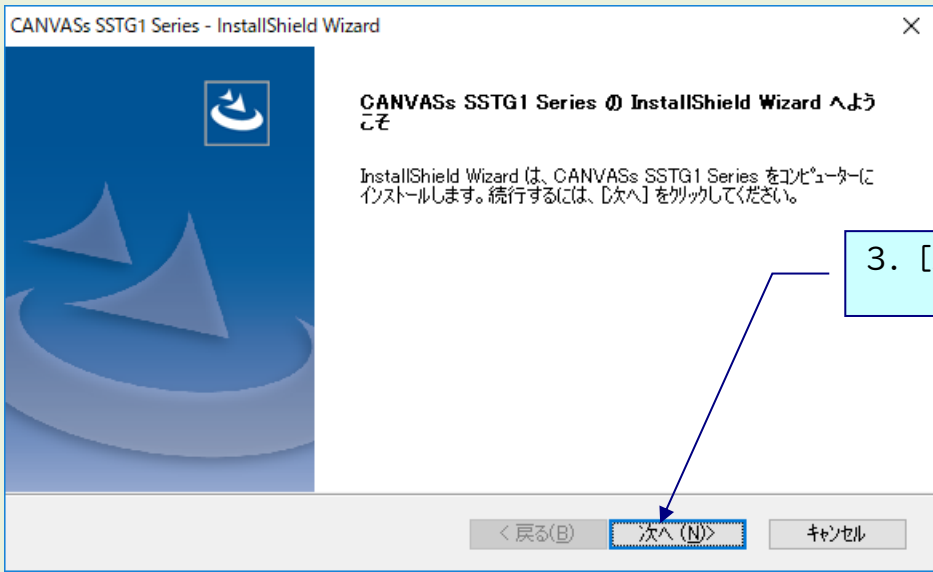 CANVASs SSTG1 Series - InstallShield Wizard
CANVASs SSTG1 Series の InstallShield Wizard へよう
こそ
InstallShield Wizard は、CANVASs SSTG1 Series をコンピューターに
インストールします。続行するには、[次へ] をクリックしてください。
3. [
< 戻る(B)
次へ (N)>
キャンセル